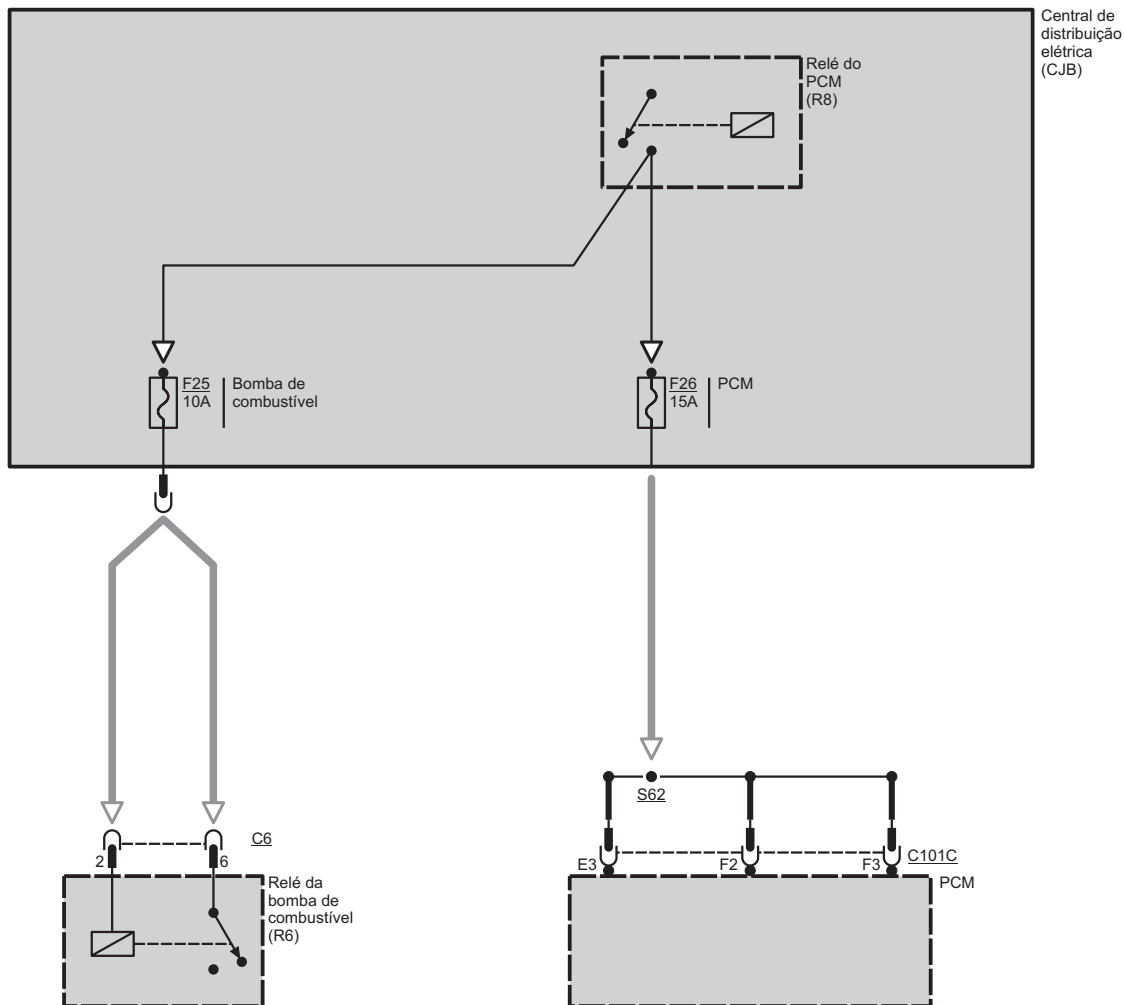 Central de
distribuição
elétrica
(CJB)
Relé do
PCM
(R8)
F25
10A
Bomba de
combustível
F26
15A
PCM
S62
C6
2
6
E3
F2
F3
C101C
PCM
Relé da
bomba de
combustível
(R6)